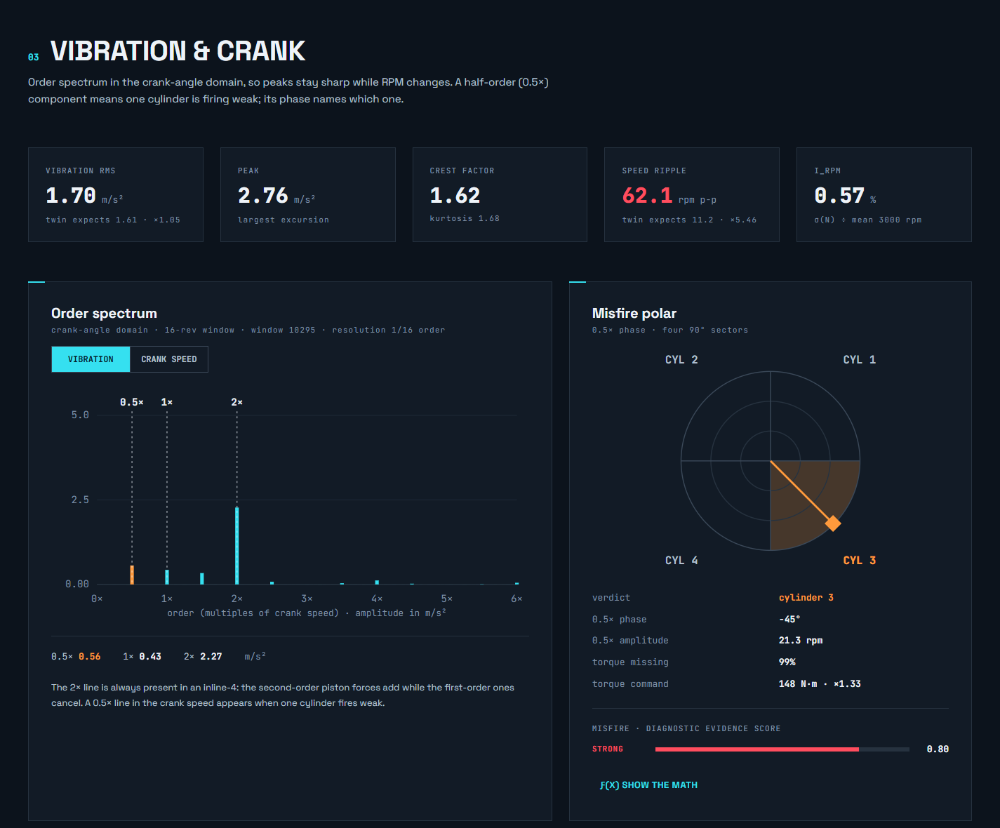 03 VIBRATION & CRANK
Order spectrum in the crank-angle domain, so peaks stay sharp while RPM changes. A half-order (0.5×)
component means one cylinder is firing weak; its phase names which one.
VIBRATION RMS
1.70 m/s²
twin expects 1.61 · ×1.05
PEAK
2.76 m/s²
largest excursion
CREST FACTOR
1.62
kurtosis 1.68
SPEED RIPPLE
62.1 rpm p-p
twin expects 11.2 · ×5.46
I_RPM
0.57 %
σ(N) ÷ mean 3000 rpm
Order spectrum
crank-angle domain · 16-rev window · window 10295 · resolution 1/16 order
VIBRATION CRANK SPEED
0.5× 1× 2×
5.0
2.5
0.00
0× 1× 2× 3× 4× 5× 6×
order (multiples of crank speed) · amplitude in m/s²
0.5× 0.56 1× 0.43 2× 2.27 m/s²
The 2× line is always present in an inline-4: the second-order piston forces add while the first-order ones
cancel. A 0.5× line in the crank speed appears when one cylinder fires weak.
Misfire polar
0.5× phase · four 90° sectors
CYL 2 CYL 1
CYL 4 CYL 3
verdict cylinder 3
0.5× phase -45°
0.5× amplitude 21.3 rpm
torque missing 99%
torque command 148 N·m · ×1.33
MISFIRE · DIAGNOSTIC EVIDENCE SCORE
STRONG 0.80
ƒ(X) SHOW THE MATH